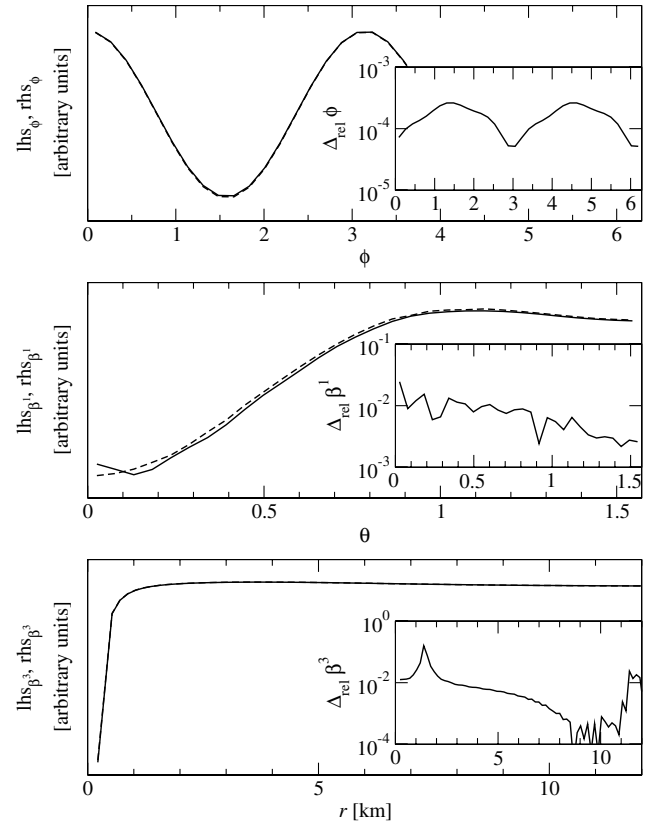 lhs_ϕ, rhs_ϕ
[arbitrary units]
10^-3
10^-4
10^-5
Δ_rel ϕ
0 1 2 3 4 5 6
0 1 2 3 4 5 6
ϕ
lhs_β^1, rhs_β^1
[arbitrary units]
10^-1
10^-2
10^-3
Δ_rel β^1
0 0.5 1 1.5
0 0.5 1 1.5
θ
lhs_β^3, rhs_β^3
[arbitrary units]
10^0
10^-2
10^-4
Δ_rel β^3
0 5 10
0 5 10
r [km]